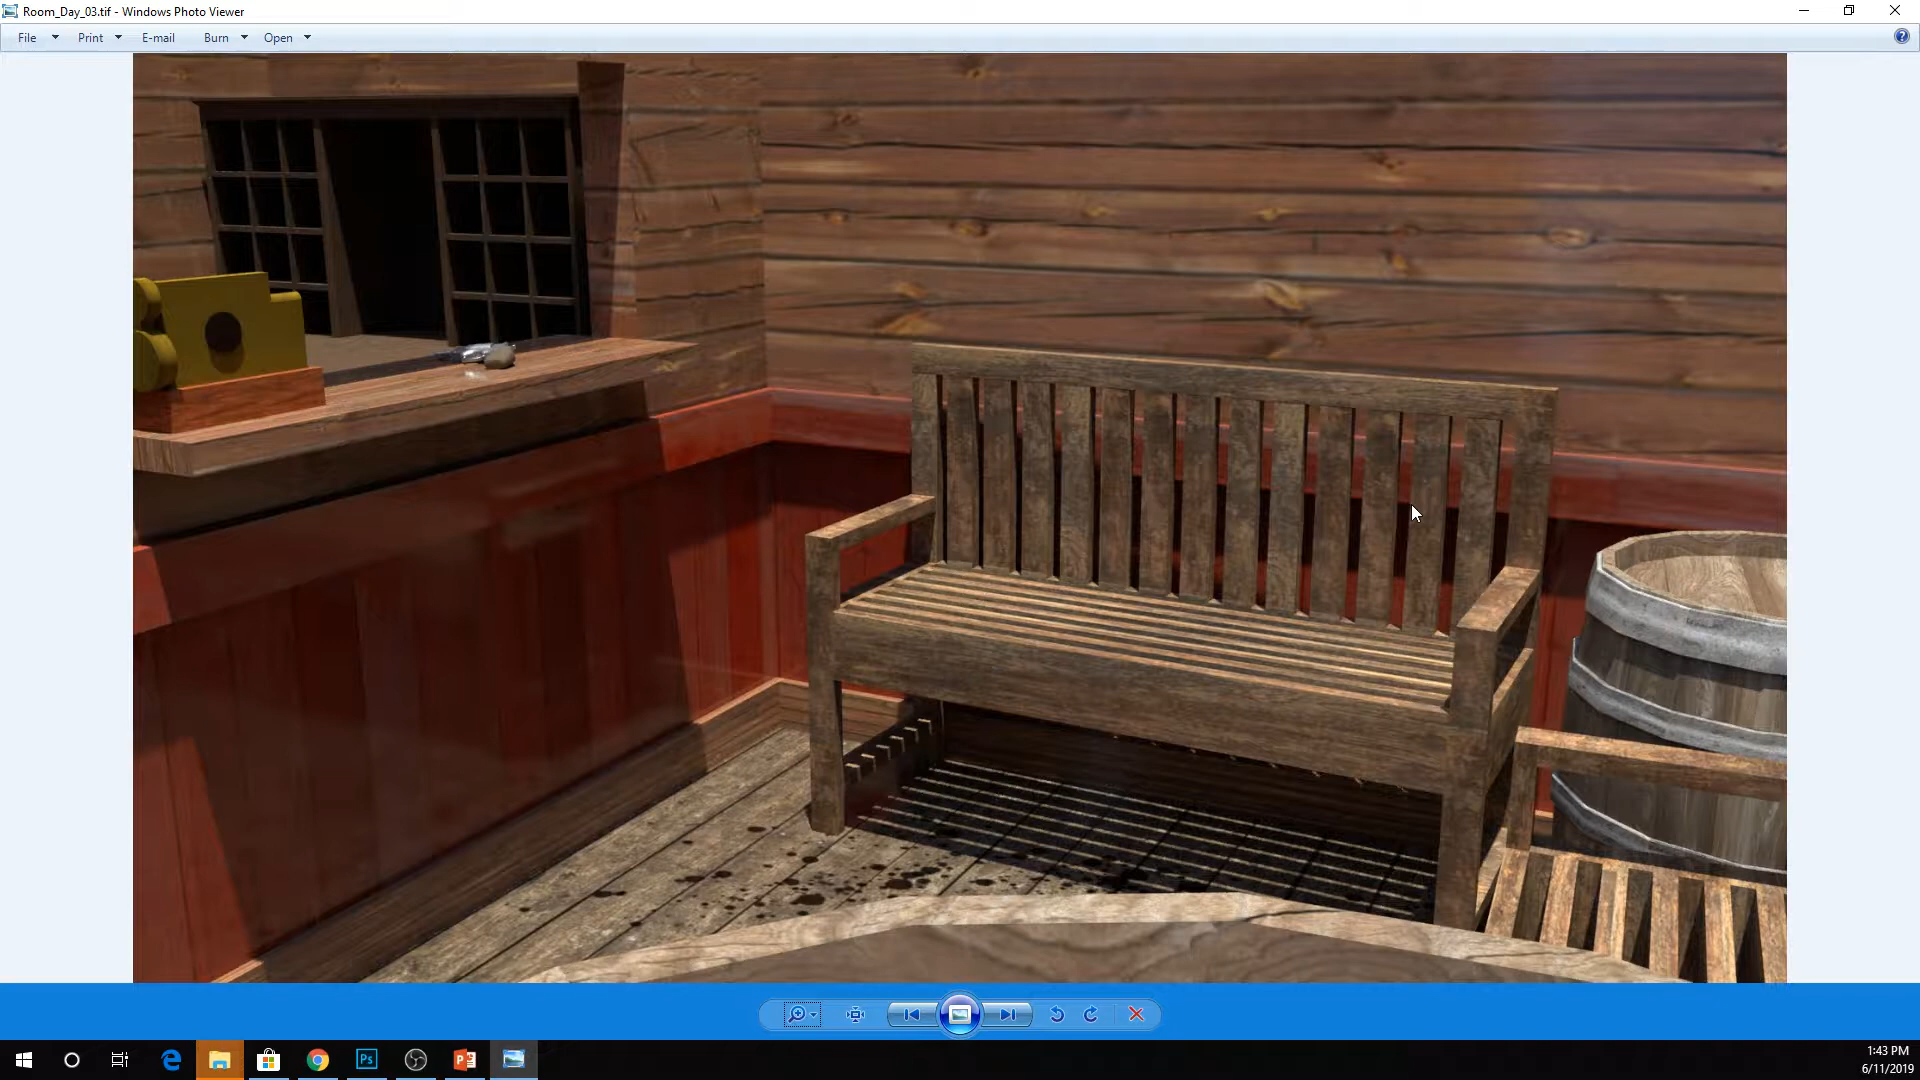 Room_Day_03.tif - Windows Photo Viewer
File Print E-mail Burn Open
?
Ps
P
1:43 PM
6/11/2019